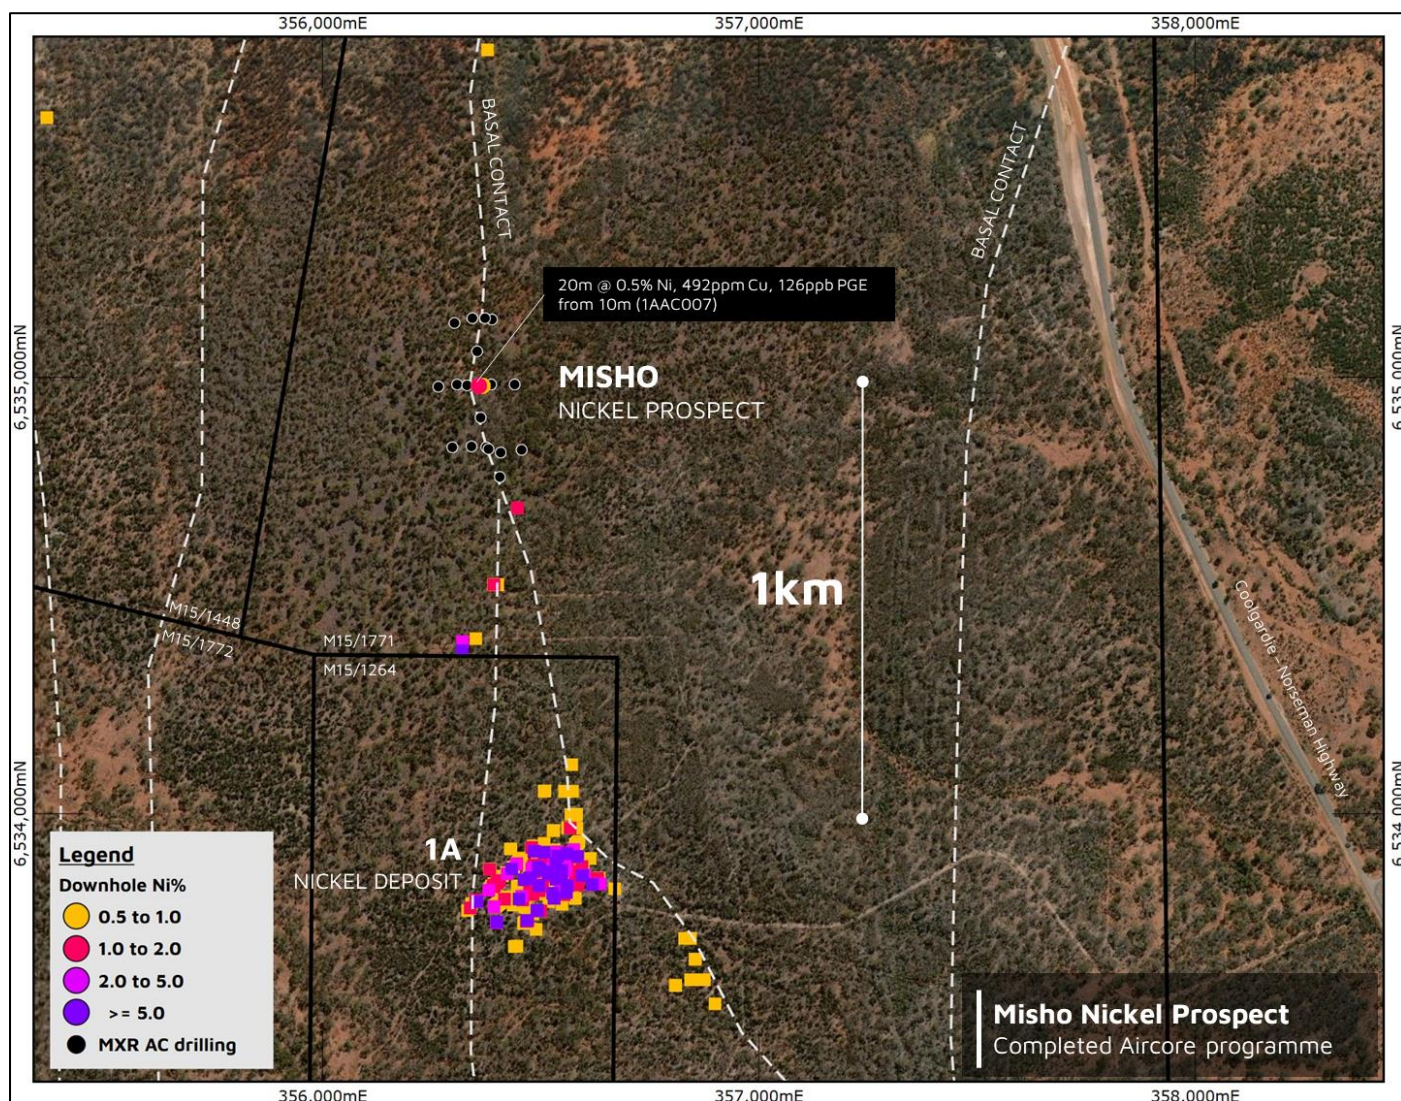 356,000mE
357,000mE
358,000mE
BASAL CONTACT
BASAL CONTACT
20m @ 0.5% Ni, 492ppm Cu, 126ppb PGE
from 10m (1AAC007)
6,535,000mN
6,535,000mN
MISHO
NICKEL PROSPECT
1km
Coolgardie – Norseman Highway
M15/1448
M15/1772
M15/1771
M15/1264
6,534,000mN
6,534,000mN
1A
NICKEL DEPOSIT
Legend
Downhole Ni%
0.5 to 1.0
1.0 to 2.0
2.0 to 5.0
>= 5.0
MXR AC drilling
Misho Nickel Prospect
Completed Aircore programme
356,000mE
357,000mE
358,000mE